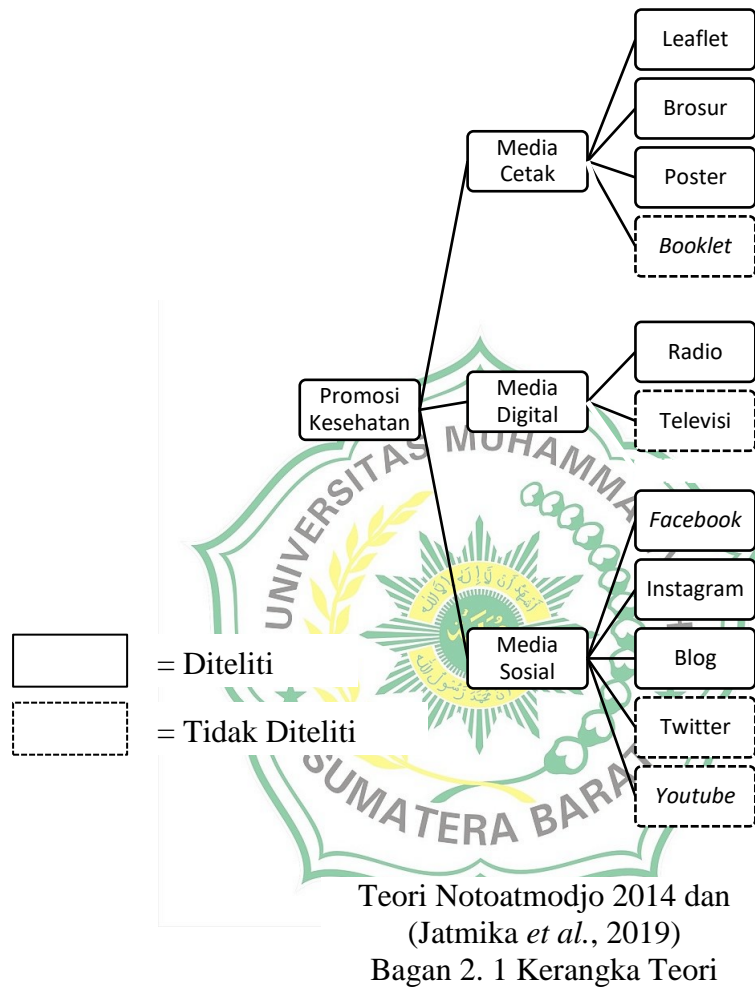 Leaflet
Brosur
Media
Cetak
Poster
Booklet
Radio
Promosi
Kesehatan
Media
Digital
Televisi
UNIVERSITAS MUHAMMA
Facebook
Instagram
Media
Sosial
Blog
Twitter
Youtube
= Diteliti
= Tidak Diteliti
SUMATERA BARAT
Teori Notoatmodjo 2014 dan
(Jatmika et al., 2019)
Bagan 2. 1 Kerangka Teori